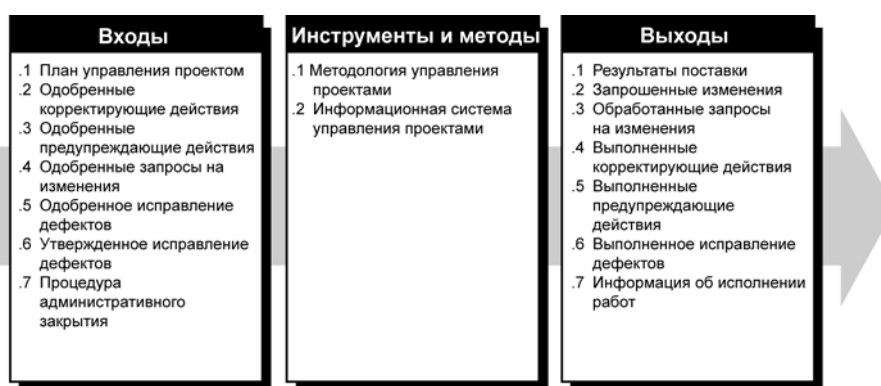 Входы
.1 План управления проектом
.2 Одобренные
корректирующие действия
.3 Одобренные
предупреждающие действия
.4 Одобренные запросы на
изменения
.5 Одобренное исправление
дефектов
.6 Утвержденное исправление
дефектов
.7 Процедура
административного
закрытия
Инструменты и методы
.1 Методология управления
проектами
.2 Информационная система
управления проектами
Выходы
.1 Результаты поставки
.2 Запрошенные изменения
.3 Обработанные запросы
на изменения
.4 Выполненные
корректирующие действия
.5 Выполненные
предупреждающие
действия
.6 Выполненное исправление
дефектов
.7 Информация об исполнении
работ